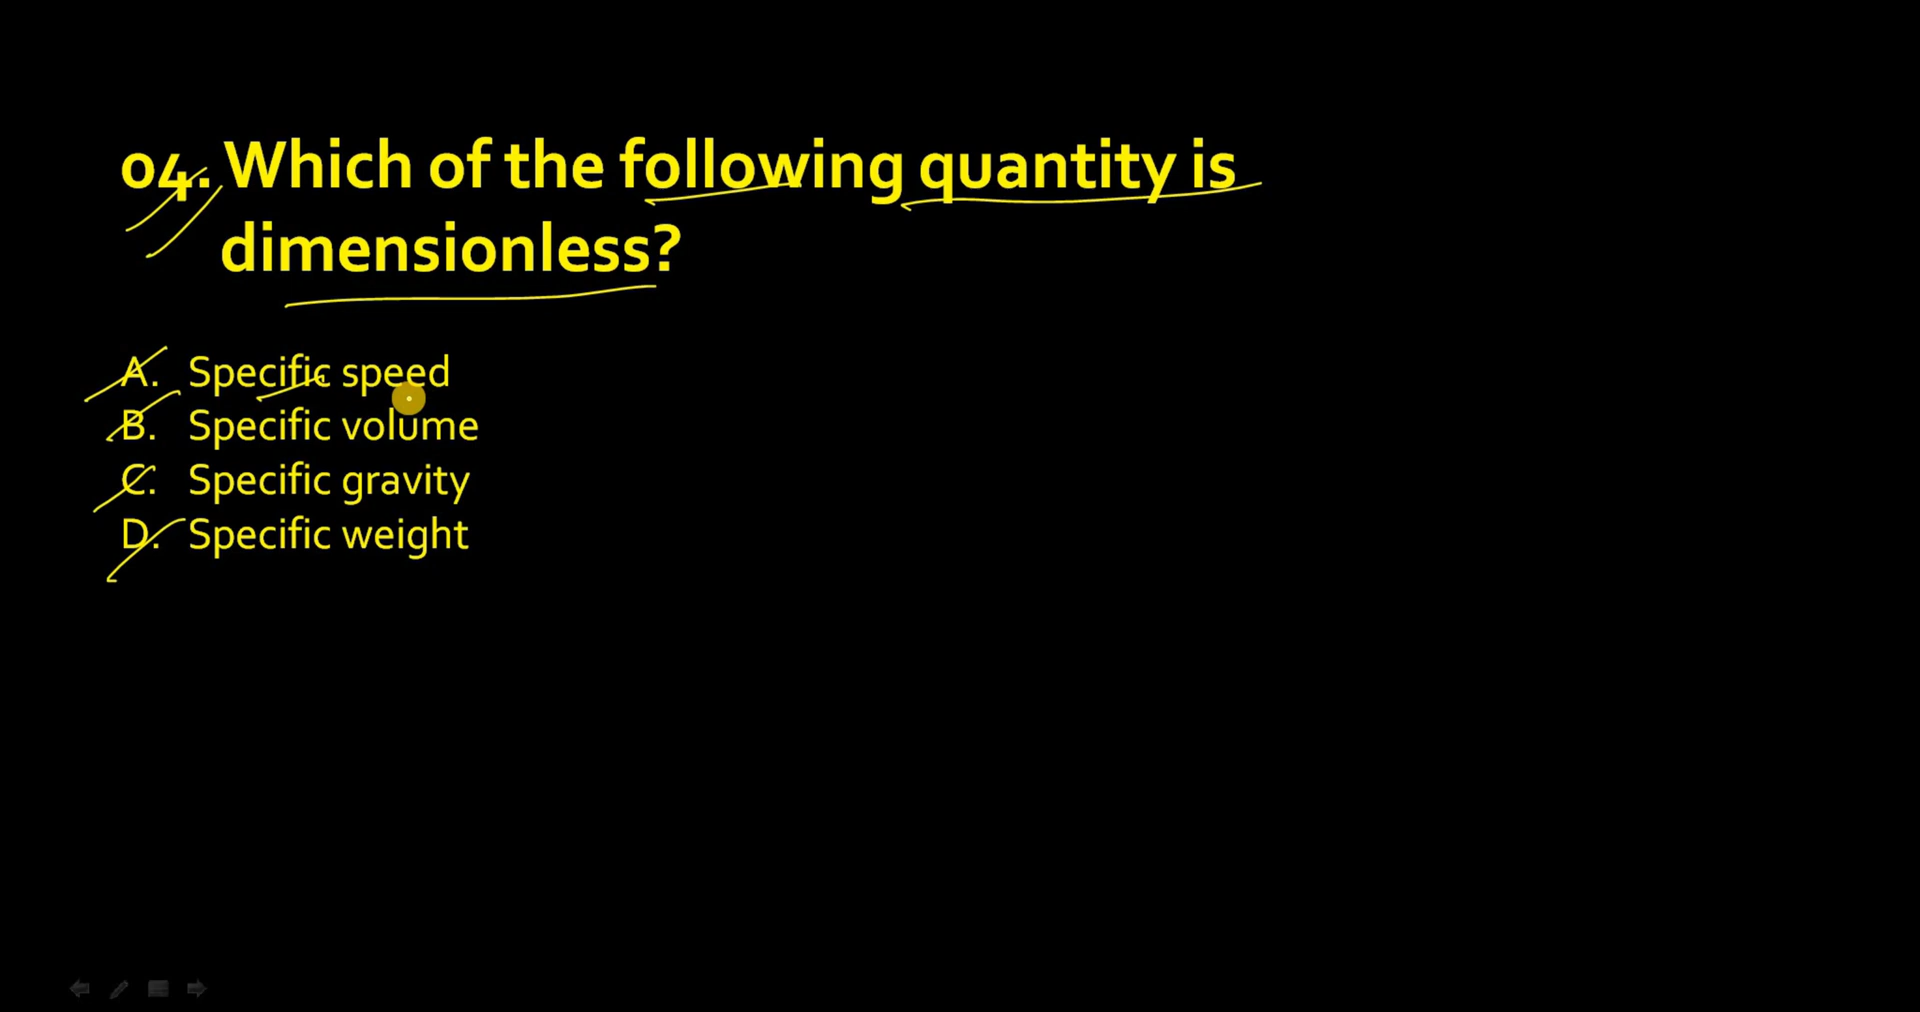 04. Which of the following quantity is
dimensionless?
A. Specific speed
B. Specific volume
C. Specific gravity
D. Specific weight